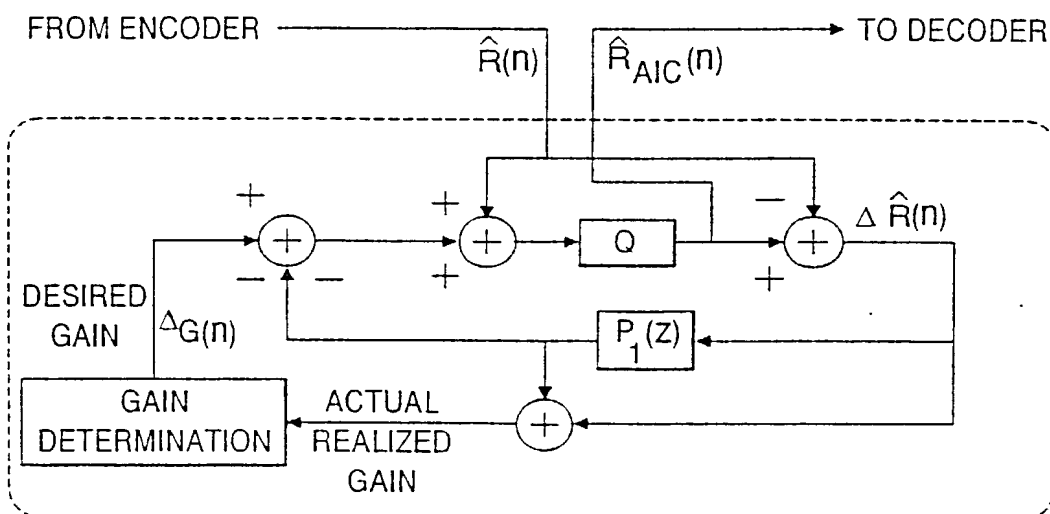 FROM ENCODER
R̂(n)
R̂AIC(n)
TO DECODER
+
+
−
+
+
Q
+
Δ R̂(n)
− −
+
+
DESIRED
GAIN
ΔG(n)
P1(z)
GAIN
DETERMINATION
ACTUAL
REALIZED
GAIN
+